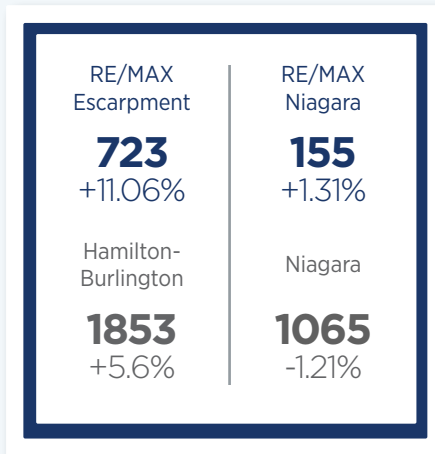 RE/MAX
Escarpment
723
+11.06%
Hamilton-
Burlington
1853
+5.6%
RE/MAX
Niagara
155
+1.31%
Niagara
1065
-1.21%